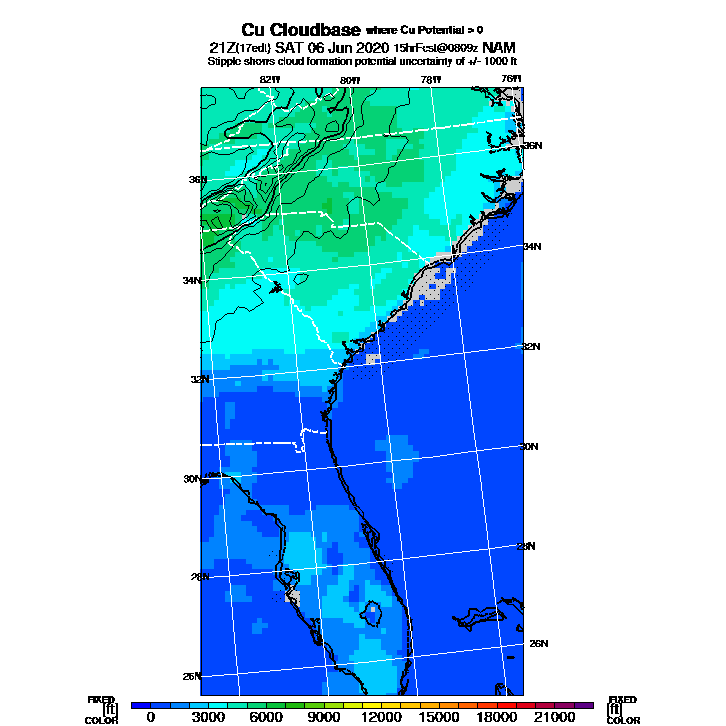 Cu Cloudbase where Cu Potential > 0
21Z(17edt) SAT 06 Jun 2020 15hrFcst@0809z NAM
Stipple shows cloud formation potential uncertainty of +/- 1000 ft
82W 80W 78W 76W
36N
36N
34N
34N
32N
32N
30N
30N
28N
28N
26N
26N
FIXED FIXED
[ft] [ft]
COLOR COLOR
0 3000 6000 9000 12000 15000 18000 21000